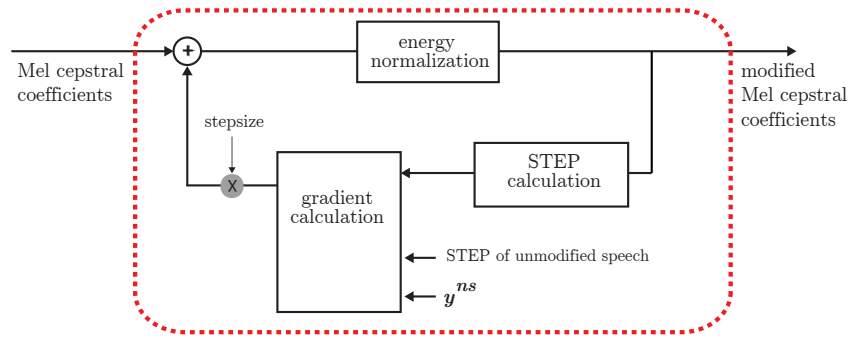 energy
normalization
+
Mel cepstral
coefficients
modified
Mel cepstral
coefficients
stepsize
STEP
calculation
X
gradient
calculation
STEP of unmodified speech
y^ns